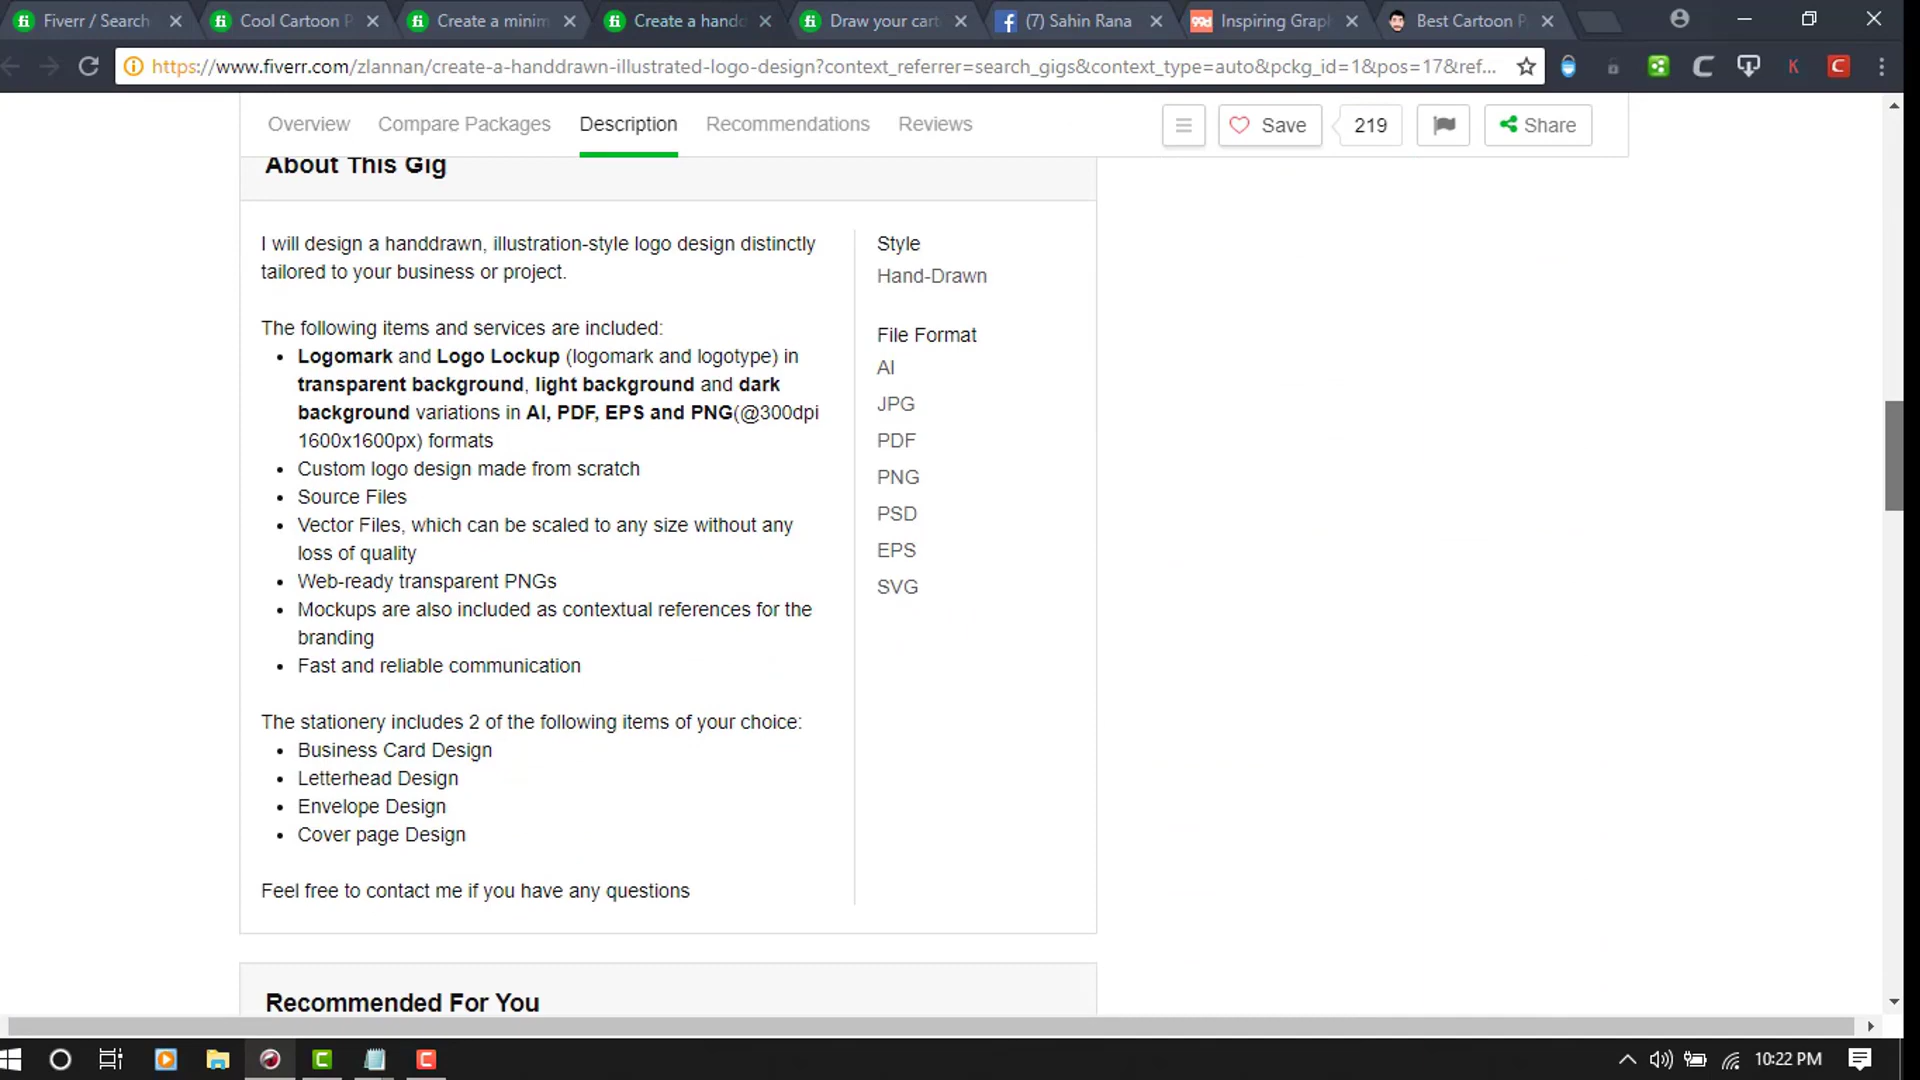 Fiverr / Search
Cool Cartoon P
Create a minim
Create a handd
Draw your cart
(7) Sahin Rana
99d
Inspiring Grap
Best Cartoon P
https://www.fiverr.com/zlannan/create-a-handdrawn-illustrated-logo-design?context_referrer=search_gigs&context_type=auto&pckg_id=1&pos=17&ref...
K
C
Overview
Compare Packages
Description
Recommendations
Reviews
Save
219
Share
About This Gig
I will design a handdrawn, illustration-style logo design distinctly
tailored to your business or project.
The following items and services are included:
• Logomark and Logo Lockup (logomark and logotype) in
transparent background, light background and dark
background variations in AI, PDF, EPS and PNG(@300dpi
1600x1600px) formats
• Custom logo design made from scratch
• Source Files
• Vector Files, which can be scaled to any size without any
loss of quality
• Web-ready transparent PNGs
• Mockups are also included as contextual references for the
branding
• Fast and reliable communication
The stationery includes 2 of the following items of your choice:
• Business Card Design
• Letterhead Design
• Envelope Design
• Cover page Design
Feel free to contact me if you have any questions
Style
Hand-Drawn
File Format
AI
JPG
PDF
PNG
PSD
EPS
SVG
Recommended For You
C
C
10:22 PM